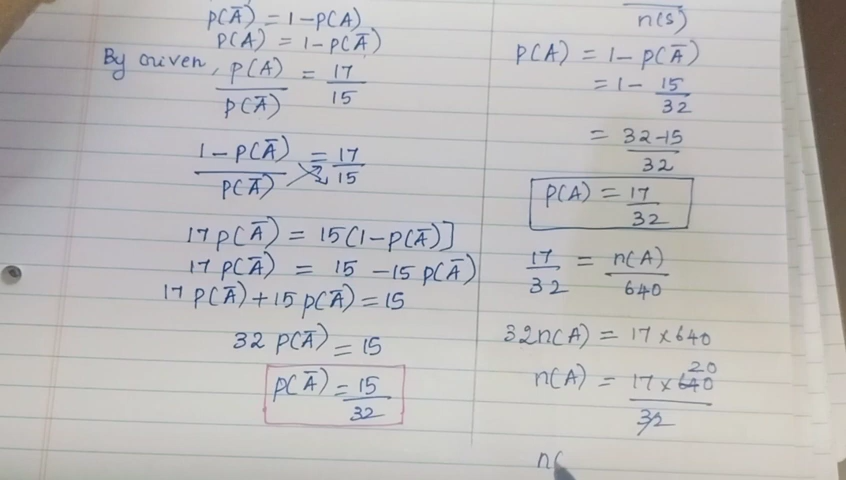 P(Ā) = 1 - P(A)
P(A) = 1 - P(Ā)
By Given, P(A)/P(Ā) = 17/15
1 - P(Ā)/P(Ā) = 17/15
17 P(Ā) = 15(1 - P(Ā)]
17 P(Ā) = 15 - 15 P(Ā)
17 P(Ā) + 15 P(Ā) = 15
32 P(Ā) = 15
P(Ā) = 15/32
n(S)
P(A) = 1 - P(Ā)
= 1 - 15/32
= 32-15/32
P(A) = 17/32
17/32 = n(A)/640
32n(A) = 17 × 640
20
n(A) = 17 × 640/32
n(